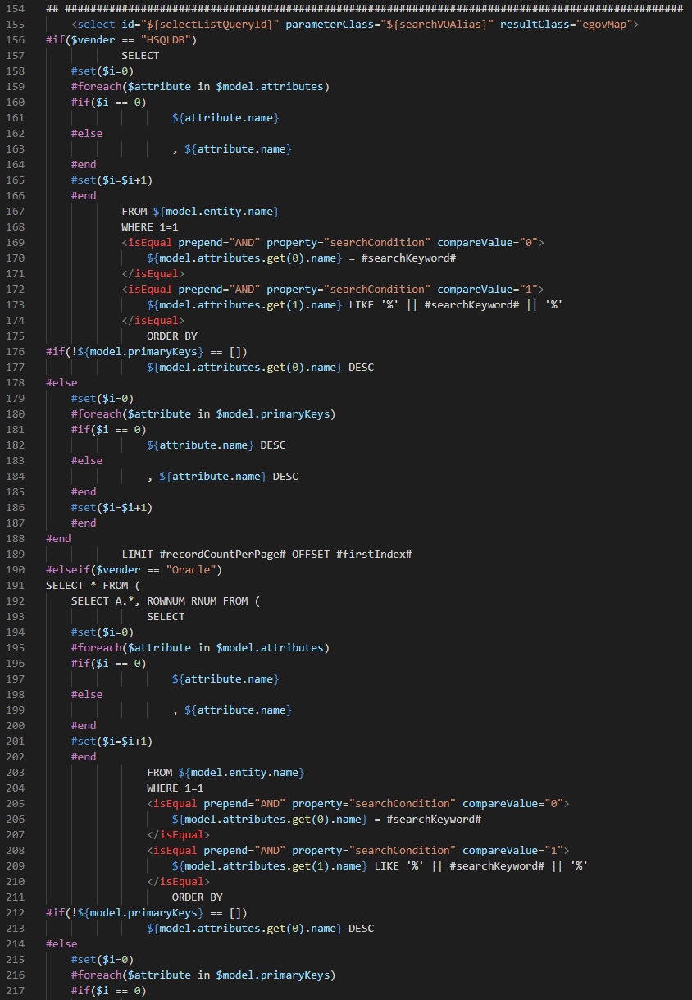 154 ## ##################################################################################################
155 <select id="${selectListQueryId}" parameterClass="${searchVOAlias}" resultClass="egovMap">
156 #if($vender == "HSQLDB")
157 SELECT
158 #set($i=0)
159 #foreach($attribute in $model.attributes)
160 #if($i == 0)
161 ${attribute.name}
162 #else
163 , ${attribute.name}
164 #end
165 #set($i=$i+1)
166 #end
167 FROM ${model.entity.name}
168 WHERE 1=1
169 <isEqual prepend="AND" property="searchCondition" compareValue="0">
170 ${model.attributes.get(0).name} = #searchKeyword#
171 </isEqual>
172 <isEqual prepend="AND" property="searchCondition" compareValue="1">
173 ${model.attributes.get(1).name} LIKE '%' || #searchKeyword# || '%'
174 </isEqual>
175 ORDER BY
176 #if(!${model.primaryKeys} == [])
177 ${model.attributes.get(0).name} DESC
178 #else
179 #set($i=0)
180 #foreach($attribute in $model.primaryKeys)
181 #if($i == 0)
182 ${attribute.name} DESC
183 #else
184 , ${attribute.name} DESC
185 #end
186 #set($i=$i+1)
187 #end
188 #end
189 LIMIT #recordCountPerPage# OFFSET #firstIndex#
190 #elseif($vender == "Oracle")
191 SELECT * FROM (
192 SELECT A.*, ROWNUM RNUM FROM (
193 SELECT
194 #set($i=0)
195 #foreach($attribute in $model.attributes)
196 #if($i == 0)
197 ${attribute.name}
198 #else
199 , ${attribute.name}
200 #end
201 #set($i=$i+1)
202 #end
203 FROM ${model.entity.name}
204 WHERE 1=1
205 <isEqual prepend="AND" property="searchCondition" compareValue="0">
206 ${model.attributes.get(0).name} = #searchKeyword#
207 </isEqual>
208 <isEqual prepend="AND" property="searchCondition" compareValue="1">
209 ${model.attributes.get(1).name} LIKE '%' || #searchKeyword# || '%'
210 </isEqual>
211 ORDER BY
212 #if(!${model.primaryKeys} == [])
213 ${model.attributes.get(0).name} DESC
214 #else
215 #set($i=0)
216 #foreach($attribute in $model.primaryKeys)
217 #if($i == 0)